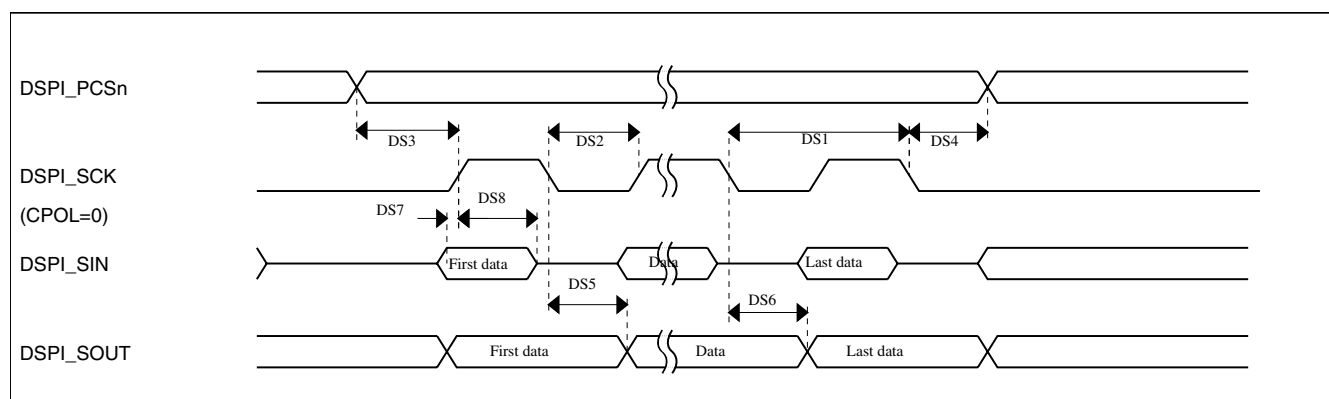 DSPI_PCSn
DS3
DS2
DS1
DS4
DSPI_SCK
(CPOL=0)
DS7
DS8
DSPI_SIN
First data
Data
Last data
DS5
DS6
DSPI_SOUT
First data
Data
Last data